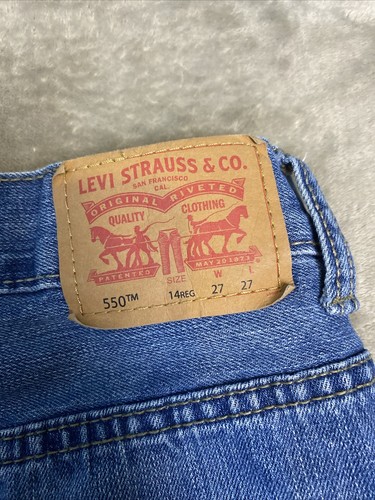 LEVI STRAUSS & CO.
SAN FRANCISCO
CAL.
ORIGINAL RIVETED
QUALITY CLOTHING
PATENTED MAY 20 1873
SIZE W L
550™ 14REG 27 27